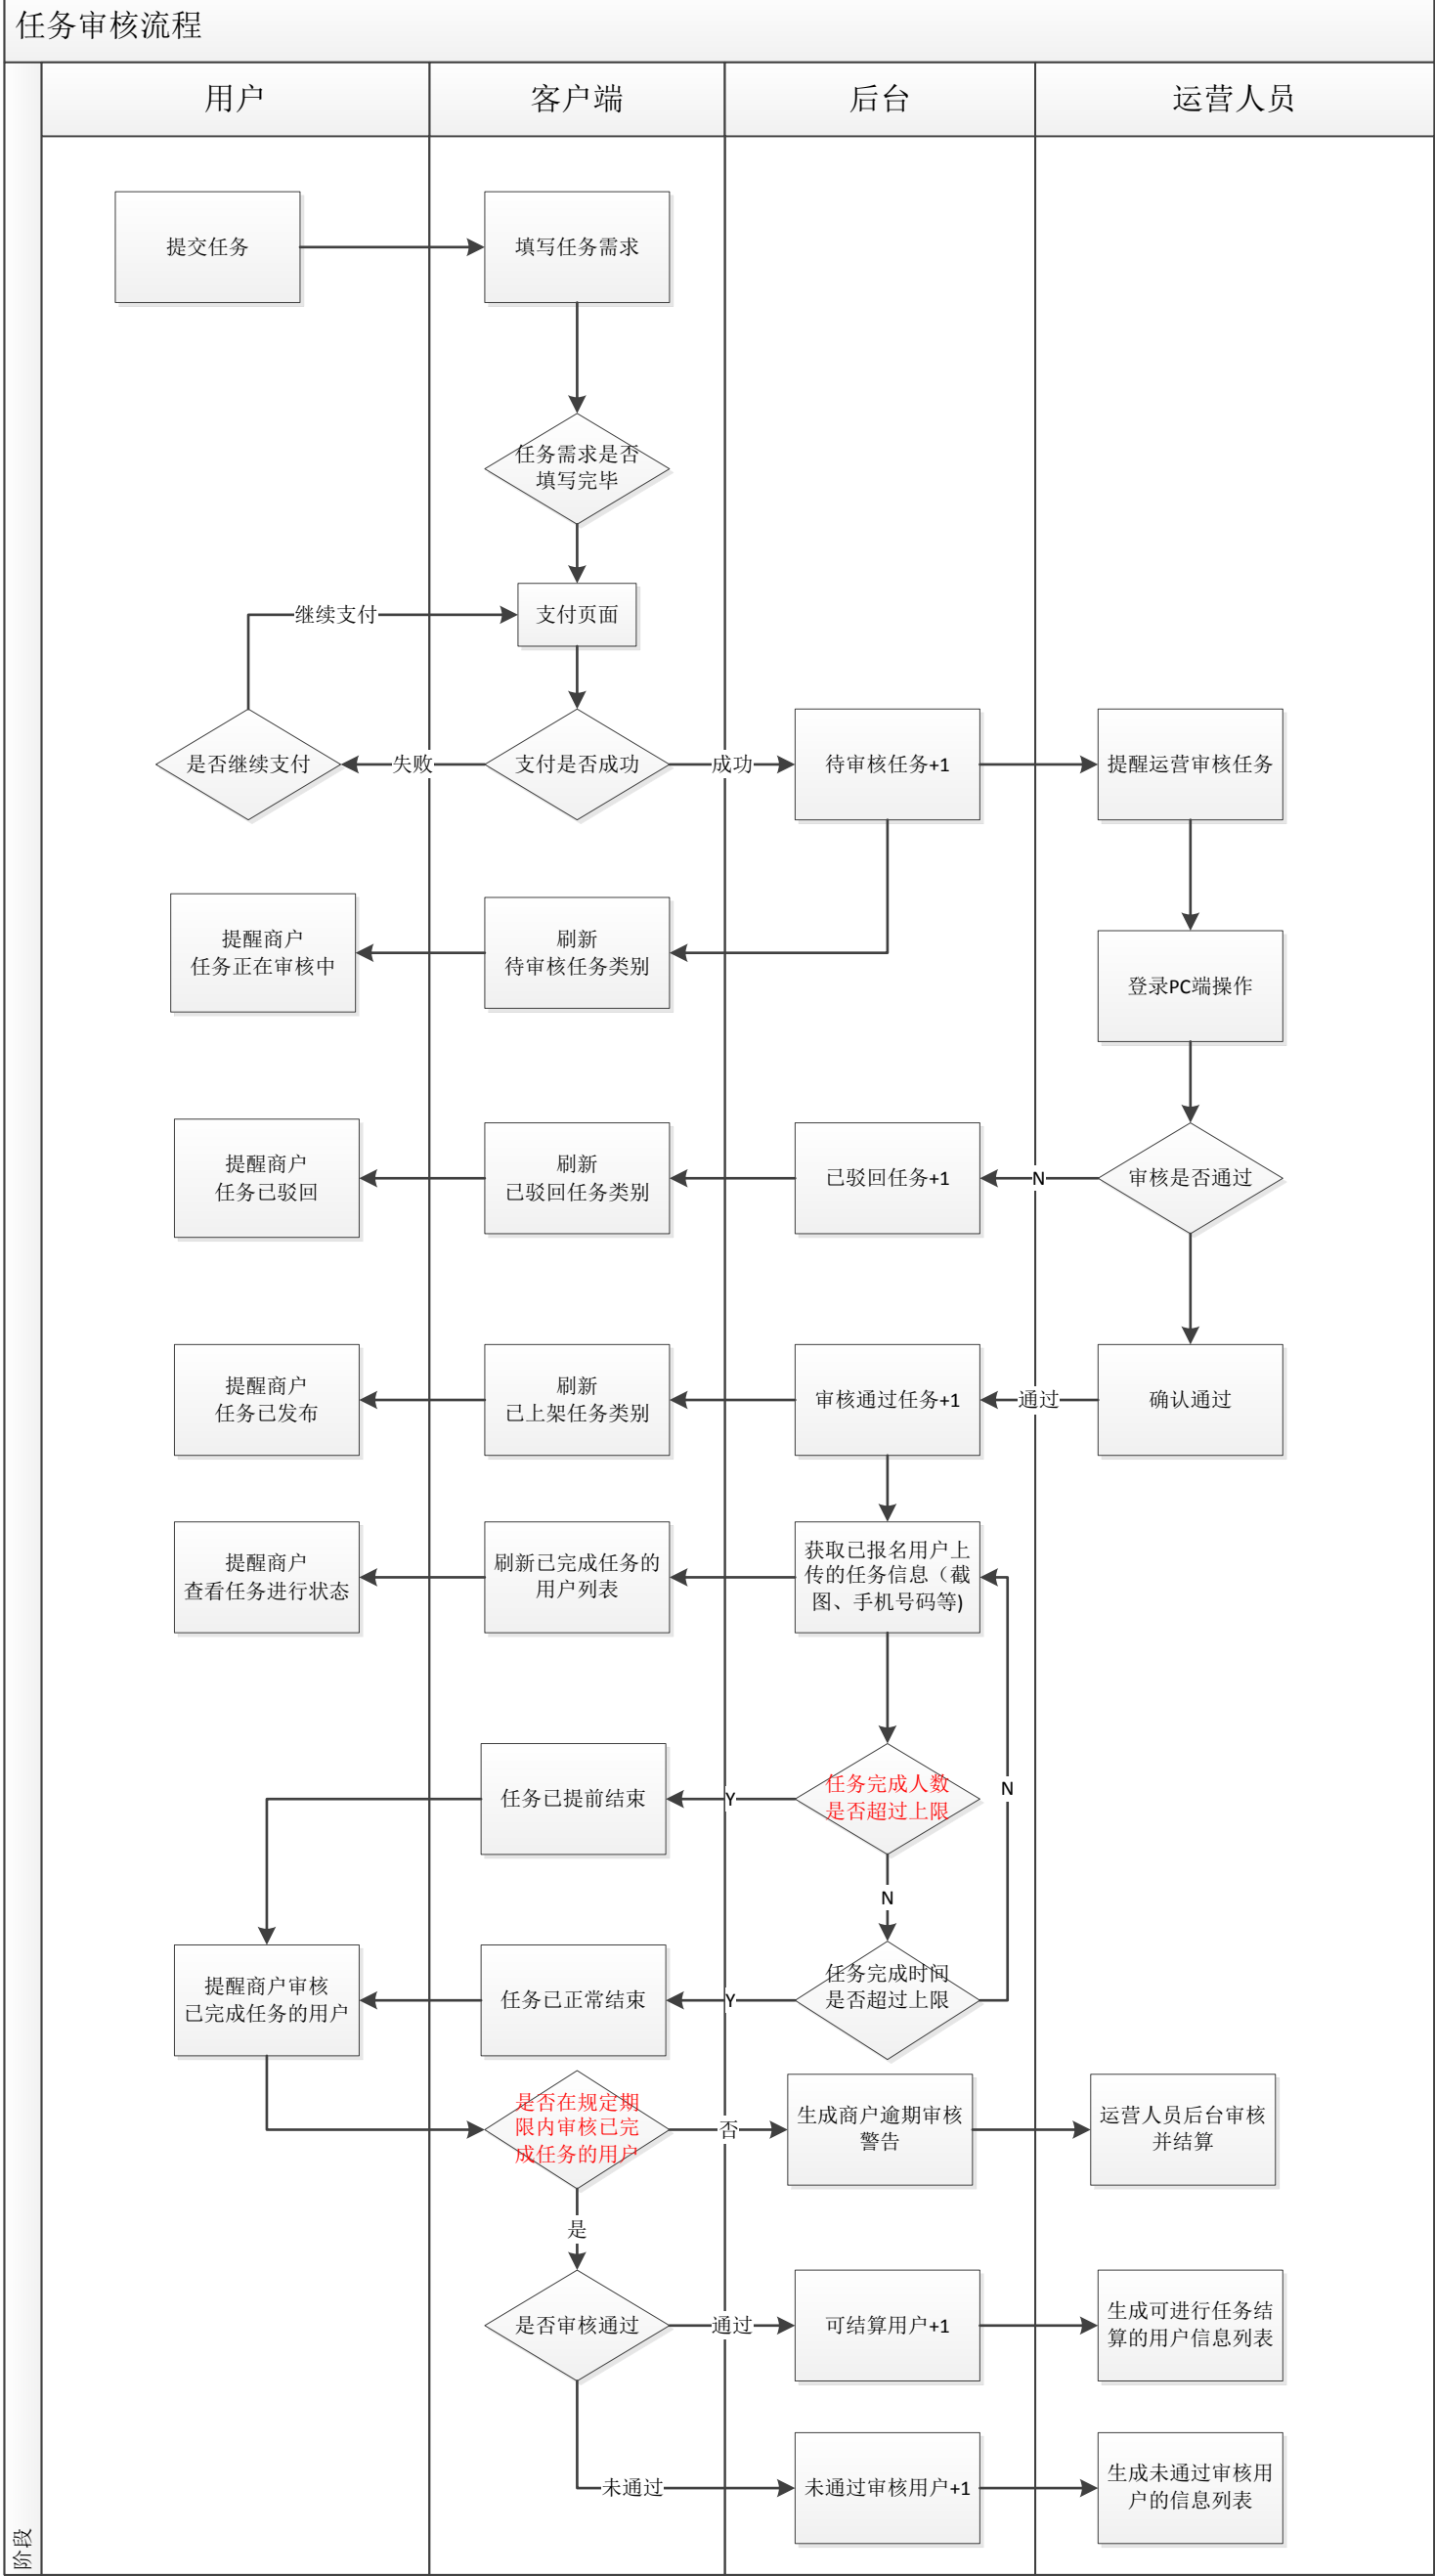 任务审核流程
用户
客户端
后台
运营人员
提交任务
填写任务需求
任务需求是否
填写完毕
继续支付
支付页面
是否继续支付
失败
支付是否成功
成功
待审核任务+1
提醒运营审核任务
提醒商户
任务正在审核中
刷新
待审核任务类别
登录PC端操作
提醒商户
任务已驳回
刷新
已驳回任务类别
已驳回任务+1
N
审核是否通过
提醒商户
任务已发布
刷新
已上架任务类别
审核通过任务+1
通过
确认通过
提醒商户
查看任务进行状态
刷新已完成任务的
用户列表
获取已报名用户上
传的任务信息（截
图、手机号码等)
任务已提前结束
Y
任务完成人数
是否超过上限
N
N
提醒商户审核
已完成任务的用户
任务已正常结束
Y
任务完成时间
是否超过上限
是否在规定期
限内审核已完
成任务的用户
否
生成商户逾期审核
警告
运营人员后台审核
并结算
是
是否审核通过
通过
可结算用户+1
生成可进行任务结
算的用户信息列表
未通过
未通过审核用户+1
生成未通过审核用
户的信息列表
阶段